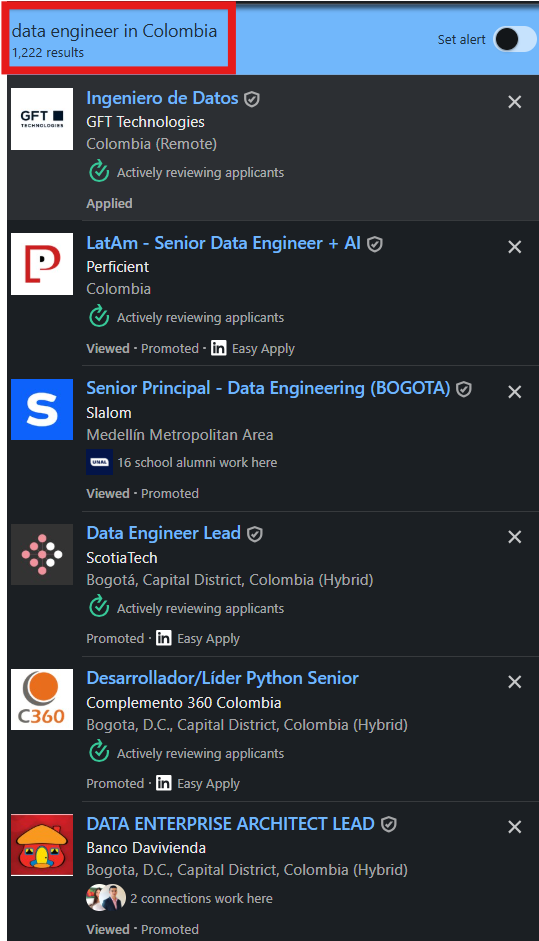 data engineer in Colombia
1,222 results
Set alert
Ingeniero de Datos
GFT
TECHNOLOGIES
GFT Technologies
Colombia (Remote)
Actively reviewing applicants
Applied
LatAm - Senior Data Engineer + AI
P
Perficient
Colombia
Actively reviewing applicants
Viewed · Promoted · in Easy Apply
Senior Principal - Data Engineering (BOGOTA)
S
Slalom
Medellín Metropolitan Area
UNAL 16 school alumni work here
Viewed · Promoted
Data Engineer Lead
ScotiaTech
Bogotá, Capital District, Colombia (Hybrid)
Actively reviewing applicants
Promoted · in Easy Apply
Desarrollador/Líder Python Senior
C360
Complemento 360 Colombia
Bogota, D.C., Capital District, Colombia (Hybrid)
Actively reviewing applicants
Promoted · in Easy Apply
DATA ENTERPRISE ARCHITECT LEAD
Banco Davivienda
Bogota, D.C., Capital District, Colombia (Hybrid)
2 connections work here
Viewed · Promoted